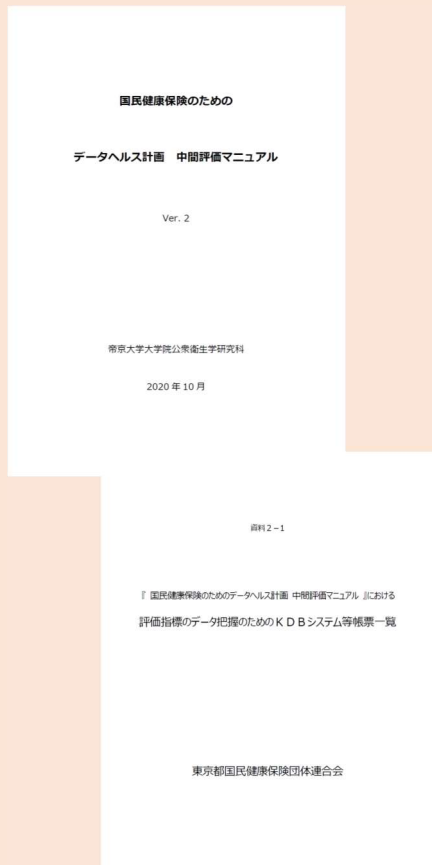 国民健康保険のための
データヘルス計画　中間評価マニュアル
Ver. 2
帝京大学大学院公衆衛生学研究科
2020 年 10 月
資料２－１
『 国民健康保険のためのデータヘルス計画 中間評価マニュアル 』における
評価指標のデータ把握のためのＫＤＢシステム等帳票一覧
東京都国民健康保険団体連合会